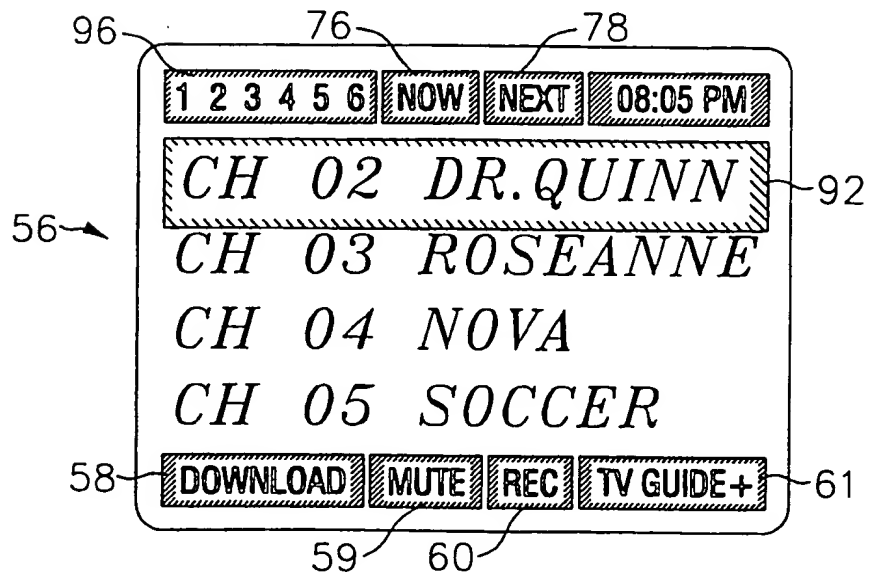 96 76 78
1 2 3 4 5 6 NOW NEXT 08:05 PM
CH 02 DR.QUINN 92
56
CH 03 ROSEANNE
CH 04 NOVA
CH 05 SOCCER
58 DOWNLOAD MUTE REC TV GUIDE+ 61
59 60